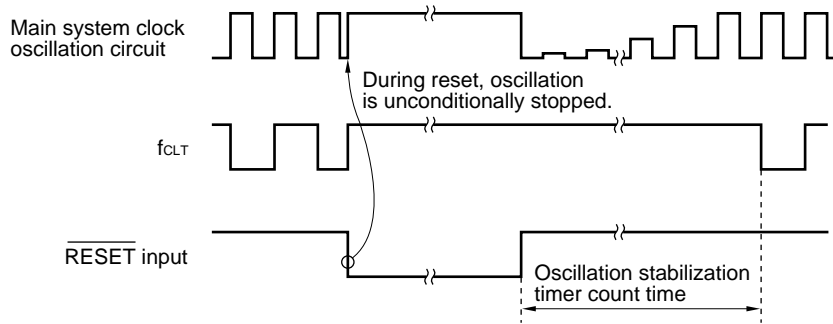 Main system clock
oscillation circuit
During reset, oscillation
is unconditionally stopped.
fCLT
RESET input
Oscillation stabilization
timer count time